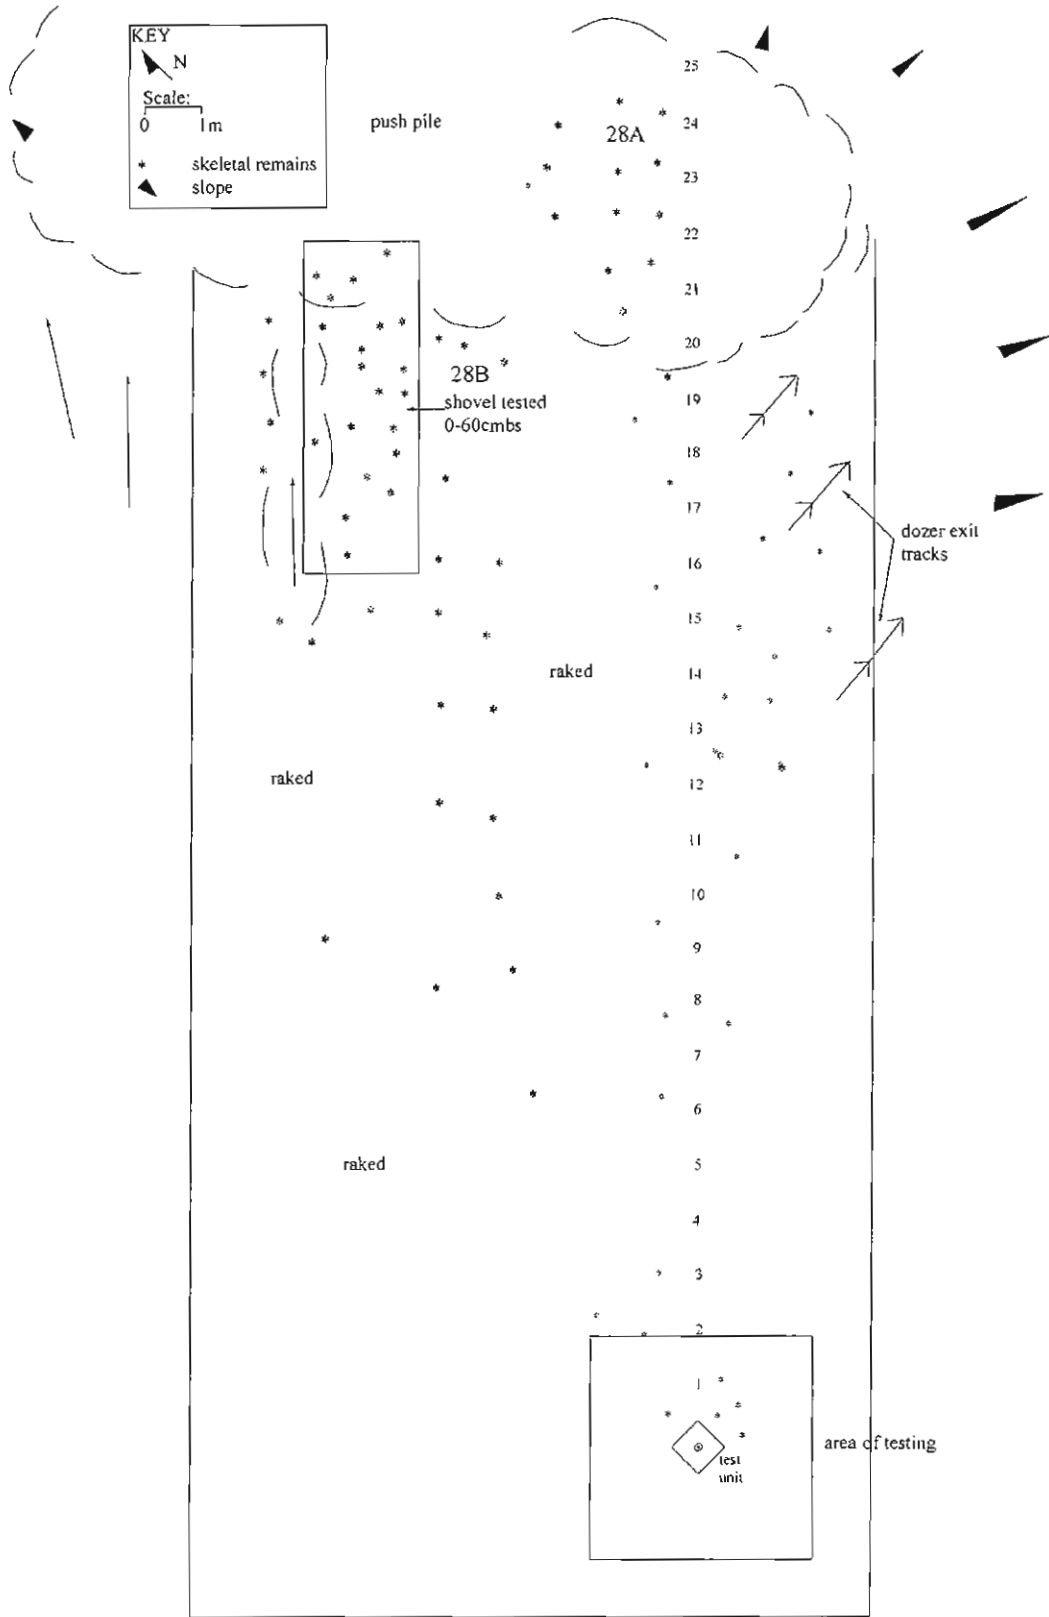 KEY
N
Scale:
0 1m
* skeletal remains
slope
push pile
28A
25
24
23
22
21
20
19
18
17
16
15
14
13
12
11
10
9
8
7
6
5
4
3
2
1
28B
shovel tested
0-60cmbs
dozer exit
tracks
raked
raked
raked
area of testing
test
unit